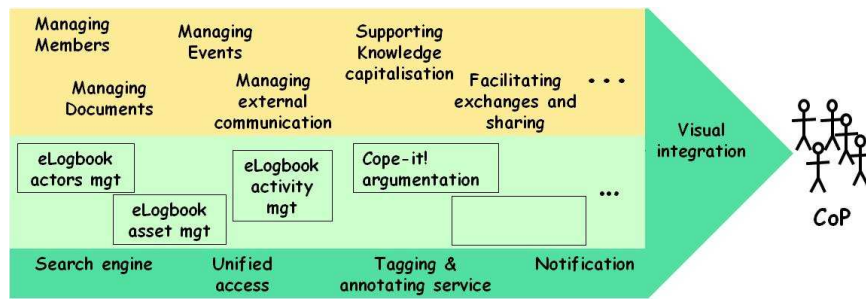 Managing
Members
Managing
Events
Supporting
Knowledge
capitalisation
Managing
Documents
Managing
external
communication
Facilitating
exchanges and
sharing
...
Visual
integration
eLogbook
actors mgt
eLogbook
asset mgt
eLogbook
activity
mgt
Cope-it!
argumentation
...
CoP
Search engine
Unified
access
Tagging &
annotating service
Notification